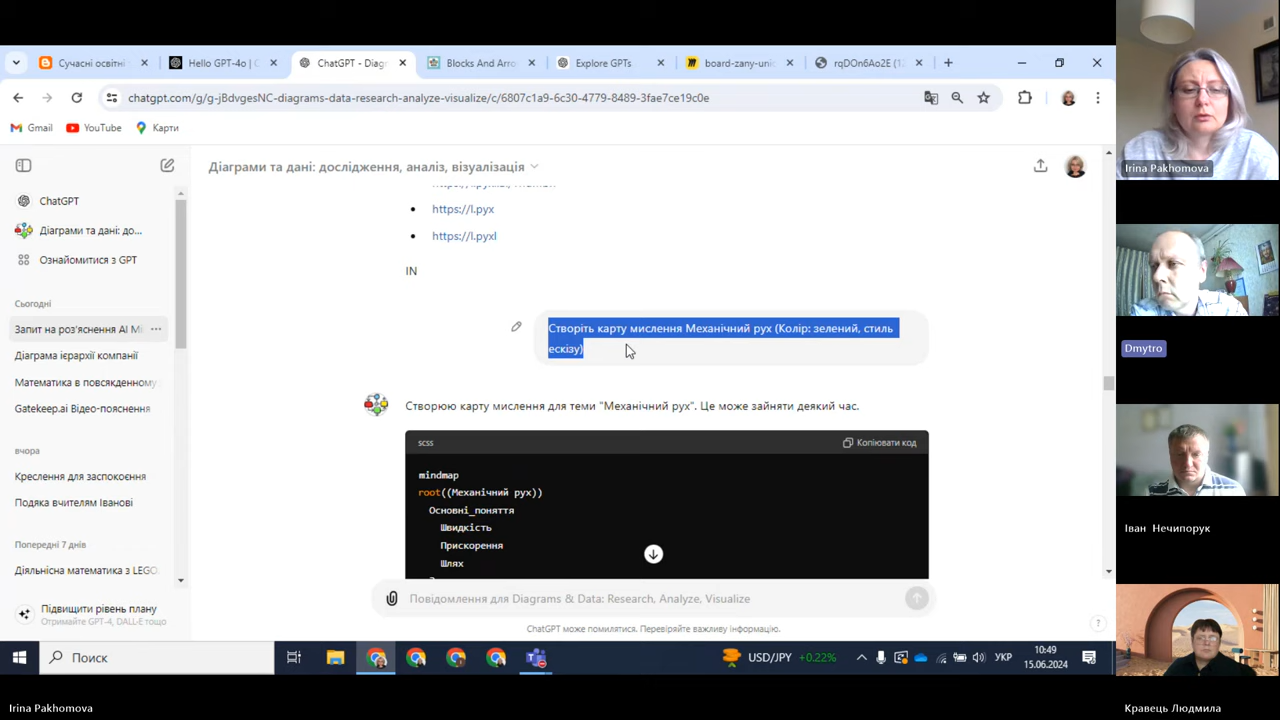 Сучасні освітні
Hello GPT-4o | C
ChatGPT - Diagr
Blocks And Arro
Explore GPTs
board-zany-unic
rqDOn6Ao2E (12
chatgpt.com/g/g-jBdvgesNC-diagrams-data-research-analyze-visualize/c/6807c1a9-6c30-4779-8489-3fae7ce19c0e
Gmail
YouTube
Карти
ChatGPT
Діаграми та дані: до...
Ознайомитися з GPT
Сьогодні
Запит на роз'яснення AI Mi
Діаграма ієрархії компанії
Математика в повсякденному
Gatekeep.ai Відео-пояснення
вчора
Креслення для заспокоєння
Подяка вчителям Іванові
Попередні 7 днів
Діяльнісна математика з LEGO.
Підвищити рівень плану
Отримайте GPT-4, DALL-E тощо
Діаграми та дані: дослідження, аналіз, візуалізація
https://l.pyx
https://l.pyxl
IN
Створіть карту мислення Механічний рух (Колір: зелений, стиль
ескізу)
Створюю карту мислення для теми "Механічний рух". Це може зайняти деякий час.
scss
Копіювати код
mindmap
root((Механічний рух))
Основні_поняття
Швидкість
Прискорення
Шлях
Повідомлення для Diagrams & Data: Research, Analyze, Visualize
ChatGPT може помилятися. Перевіряйте важливу інформацію.
?
Поиск
USD/JPY +0.22%
УКР
10:49
15.06.2024
Irina Pakhomova
Dmytro
Іван Нечипорук
Кравець Людмила
Irina Pakhomova